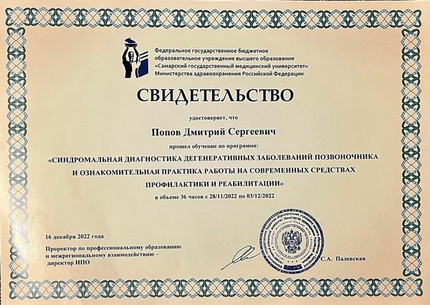 Федеральное государственное бюджетное
образовательное учреждение высшего образования
«Самарский государственный медицинский университет»
Министерства здравоохранения Российской Федерации
СВИДЕТЕЛЬСТВО
удостоверяет, что
Попов Дмитрий Сергеевич
прошел обучение по программе:
«СИНДРОМАЛЬНАЯ ДИАГНОСТИКА ДЕГЕНЕРАТИВНЫХ ЗАБОЛЕВАНИЙ ПОЗВОНОЧНИКА
И ОЗНАКОМИТЕЛЬНАЯ ПРАКТИКА РАБОТЫ НА СОВРЕМЕННЫХ СРЕДСТВАХ
ПРОФИЛАКТИКИ И РЕАБИЛИТАЦИИ»
в объеме 36 часов с 28/11/2022 по 03/12/2022
16 декабря 2022 года
Проректор по профессиональному образованию
и межрегиональному взаимодействию –
директор ИПО
С.А. Палевская